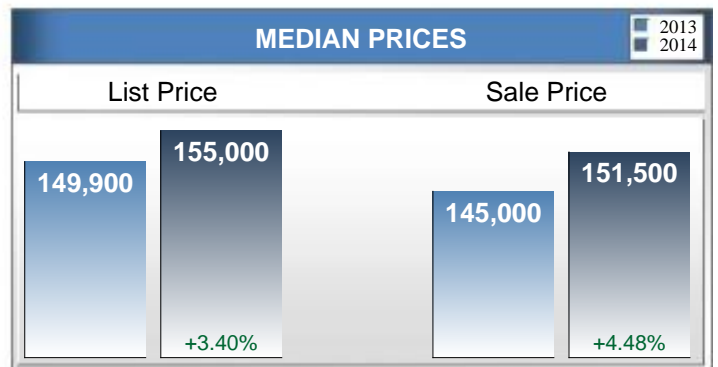 MEDIAN PRICES
2013
2014
List Price
Sale Price
149,900
155,000
+3.40%
145,000
151,500
+4.48%